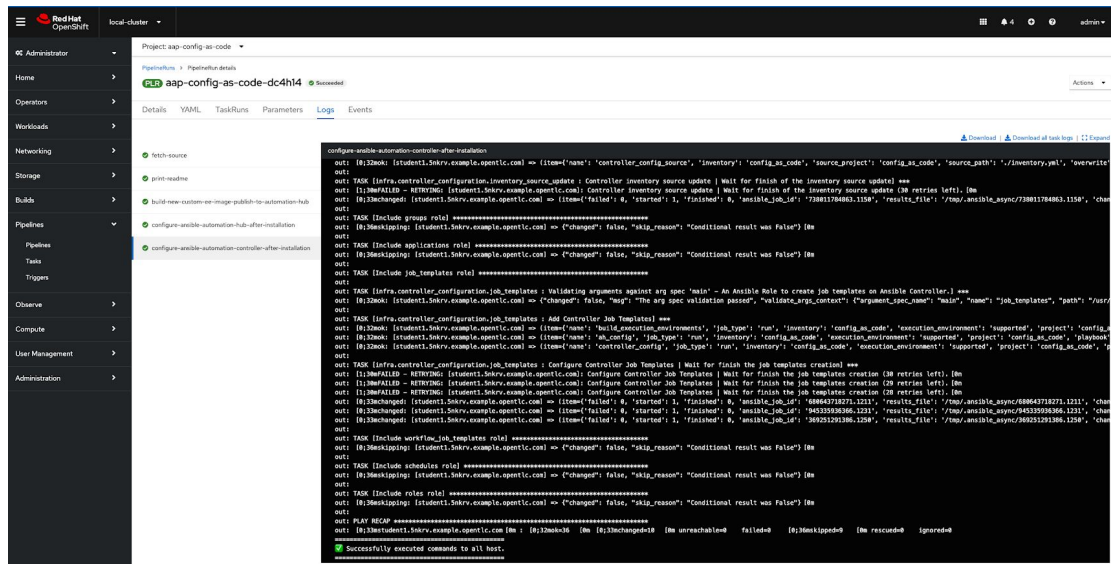 Red Hat
OpenShift
local-cluster
4
admin
Administrator
Home
Operators
Workloads
Networking
Storage
Builds
Pipelines
Pipelines
Tasks
Triggers
Observe
Compute
User Management
Administration
Project: aap-config-as-code
PipelineRuns > PipelineRun details
PLR aap-config-as-code-dc4h14 Succeeded
Actions
Details YAML TaskRuns Parameters Logs Events
Download | Download all task logs | Expand
fetch-source
print-readme
build-new-custom-ee-image-publish-to-automation-hub
configure-ansible-automation-hub-after-installation
configure-ansible-automation-controller-after-installation
configure-ansible-automation-controller-after-installation
out: [0;32mok: [student1.5nkrv.example.opentlc.com] => (item={'name': 'controller_config_source', 'inventory': 'config_as_code', 'source_project': 'config_as_code', 'source_path': './inventory.yml', 'overwrite'
out:
out: TASK [infra.controller_configuration.inventory_source_update : Controller inventory source update | Wait for finish of the inventory source update] ***
out: [1;30mFAILED - RETRYING: [student1.5nkrv.example.opentlc.com]: Controller inventory source update | Wait for finish of the inventory source update (30 retries left). [0m
out: [0;33mchanged: [student1.5nkrv.example.opentlc.com] => (item={'failed': 0, 'started': 1, 'finished': 0, 'ansible_job_id': '738011784863.1150', 'results_file': '/tmp/.ansible_async/738011784863.1150', 'chan
out:
out: TASK [Include groups role] **************************************************
out: [0;36mskipping: [student1.5nkrv.example.opentlc.com] => {"changed": false, "skip_reason": "Conditional result was False"} [0m
out:
out: TASK [Include applications role] ********************************************
out: [0;36mskipping: [student1.5nkrv.example.opentlc.com] => {"changed": false, "skip_reason": "Conditional result was False"} [0m
out:
out: TASK [Include job_templates role] *******************************************
out:
out: TASK [infra.controller_configuration.job_templates : Validating arguments against arg spec 'main' - An Ansible Role to create job templates on Ansible Controller.] ***
out: [0;32mok: [student1.5nkrv.example.opentlc.com] => {"changed": false, "msg": "The arg spec validation passed", "validate_args_context": {"argument_spec_name": "main", "name": "job_templates", "path": "/usr/
out:
out: TASK [infra.controller_configuration.job_templates : Add Controller Job Templates] ***
out: [0;32mok: [student1.5nkrv.example.opentlc.com] => (item={'name': 'build_execution_environments', 'job_type': 'run', 'inventory': 'config_as_code', 'execution_environment': 'supported', 'project': 'config_a
out: [0;32mok: [student1.5nkrv.example.opentlc.com] => (item={'name': 'ah_config', 'job_type': 'run', 'inventory': 'config_as_code', 'execution_environment': 'supported', 'project': 'config_as_code', 'playbook'
out: [0;32mok: [student1.5nkrv.example.opentlc.com] => (item={'name': 'controller_config', 'job_type': 'run', 'inventory': 'config_as_code', 'execution_environment': 'supported', 'project': 'config_as_code', 'p
out:
out: TASK [infra.controller_configuration.job_templates : Configure Controller Job Templates | Wait for finish the job templates creation] ***
out: [1;30mFAILED - RETRYING: [student1.5nkrv.example.opentlc.com]: Configure Controller Job Templates | Wait for finish the job templates creation (30 retries left). [0m
out: [1;30mFAILED - RETRYING: [student1.5nkrv.example.opentlc.com]: Configure Controller Job Templates | Wait for finish the job templates creation (29 retries left). [0m
out: [1;30mFAILED - RETRYING: [student1.5nkrv.example.opentlc.com]: Configure Controller Job Templates | Wait for finish the job templates creation (28 retries left). [0m
out: [0;33mchanged: [student1.5nkrv.example.opentlc.com] => (item={'failed': 0, 'started': 1, 'finished': 0, 'ansible_job_id': '680643718271.1211', 'results_file': '/tmp/.ansible_async/680643718271.1211', 'chan
out: [0;33mchanged: [student1.5nkrv.example.opentlc.com] => (item={'failed': 0, 'started': 1, 'finished': 0, 'ansible_job_id': '945335936366.1231', 'results_file': '/tmp/.ansible_async/945335936366.1231', 'chan
out: [0;33mchanged: [student1.5nkrv.example.opentlc.com] => (item={'failed': 0, 'started': 1, 'finished': 0, 'ansible_job_id': '369251291386.1250', 'results_file': '/tmp/.ansible_async/369251291386.1250', 'chan
out:
out: TASK [Include workflow_job_templates role] **********************************
out: [0;36mskipping: [student1.5nkrv.example.opentlc.com] => {"changed": false, "skip_reason": "Conditional result was False"} [0m
out:
out: TASK [Include schedules role] ***********************************************
out: [0;36mskipping: [student1.5nkrv.example.opentlc.com] => {"changed": false, "skip_reason": "Conditional result was False"} [0m
out:
out: TASK [Include roles role] ***************************************************
out: [0;36mskipping: [student1.5nkrv.example.opentlc.com] => {"changed": false, "skip_reason": "Conditional result was False"} [0m
out:
out: PLAY RECAP *****************************************************************
out: [0;33mstudent1.5nkrv.example.opentlc.com [0m : [0;32mok=36 [0m [0;33mchanged=10 [0m unreachable=0 failed=0 [0;36mskipped=9 [0m rescued=0 ignored=0
==============================================
Successfully executed commands to all host.
==============================================